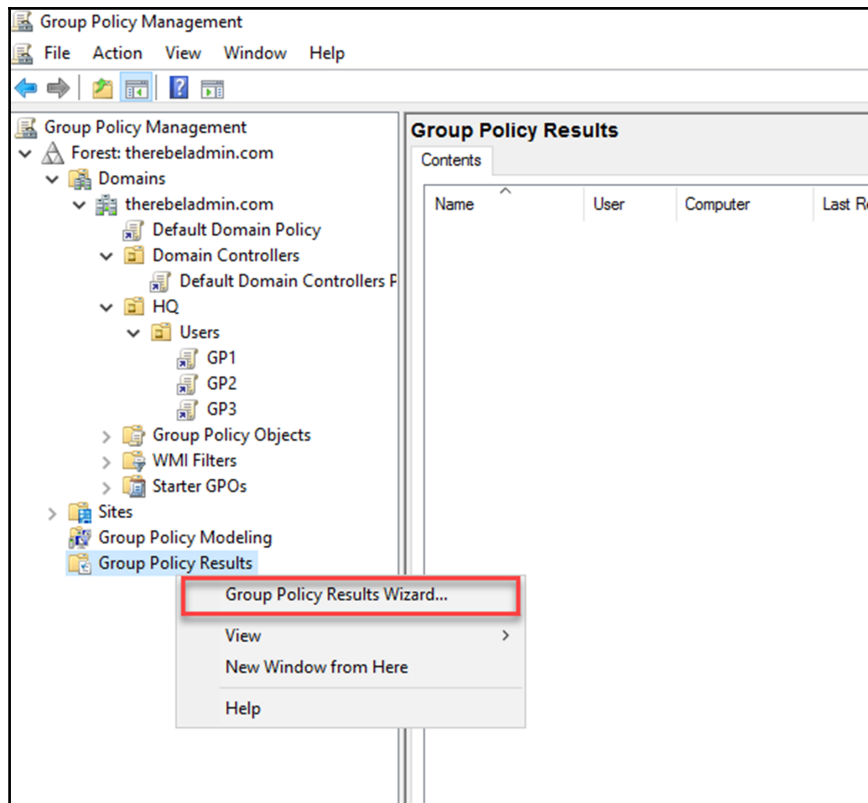 Group Policy Management
File Action View Window Help
Group Policy Management
Forest: therebeladmin.com
Domains
therebeladmin.com
Default Domain Policy
Domain Controllers
Default Domain Controllers P
HQ
Users
GP1
GP2
GP3
Group Policy Objects
WMI Filters
Starter GPOs
Sites
Group Policy Modeling
Group Policy Results
Group Policy Results Wizard...
View
New Window from Here
Help
Group Policy Results
Contents
Name User Computer Last Re